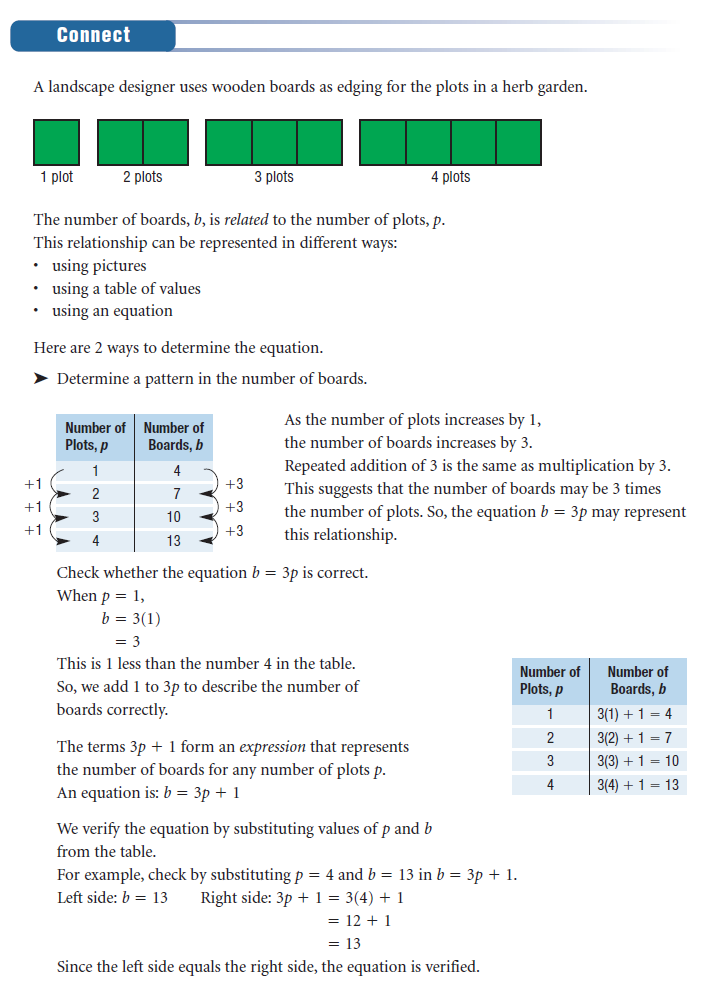 Connect
A landscape designer uses wooden boards as edging for the plots in a herb garden.
1 plot 2 plots 3 plots 4 plots
The number of boards, b, is related to the number of plots, p.
This relationship can be represented in different ways:
• using pictures
• using a table of values
• using an equation
Here are 2 ways to determine the equation.
➤ Determine a pattern in the number of boards.
Number of Plots, p | Number of Boards, b
1 4
2 7
3 10
4 13
+1 +3
+1 +3
+1 +3
As the number of plots increases by 1,
the number of boards increases by 3.
Repeated addition of 3 is the same as multiplication by 3.
This suggests that the number of boards may be 3 times
the number of plots. So, the equation b = 3p may represent
this relationship.
Check whether the equation b = 3p is correct.
When p = 1,
b = 3(1)
= 3
This is 1 less than the number 4 in the table.
So, we add 1 to 3p to describe the number of
boards correctly.
The terms 3p + 1 form an expression that represents
the number of boards for any number of plots p.
An equation is: b = 3p + 1
Number of Plots, p | Number of Boards, b
1 3(1) + 1 = 4
2 3(2) + 1 = 7
3 3(3) + 1 = 10
4 3(4) + 1 = 13
We verify the equation by substituting values of p and b
from the table.
For example, check by substituting p = 4 and b = 13 in b = 3p + 1.
Left side: b = 13 Right side: 3p + 1 = 3(4) + 1
= 12 + 1
= 13
Since the left side equals the right side, the equation is verified.